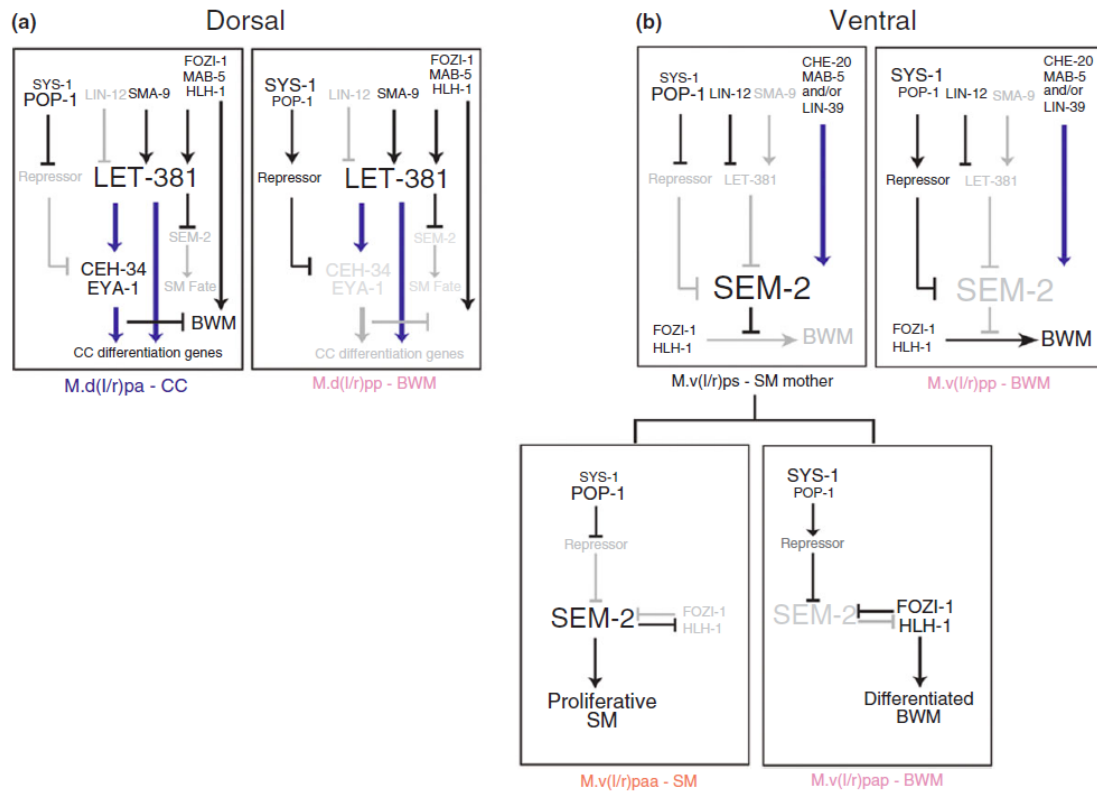 (a) Dorsal
SYS-1
POP-1
LIN-12
SMA-9
FOZI-1
MAB-5
HLH-1
Repressor
LET-381
SEM-2
CEH-34
EYA-1
SM Fate
BWM
CC differentiation genes
M.d(l/r)pa - CC
SYS-1
POP-1
LIN-12
SMA-9
FOZI-1
MAB-5
HLH-1
Repressor
LET-381
SEM-2
CEH-34
EYA-1
SM Fate
BWM
CC differentiation genes
M.d(l/r)pp - BWM
(b) Ventral
SYS-1
POP-1
LIN-12
SMA-9
CHE-20
MAB-5
and/or
LIN-39
Repressor
LET-381
SEM-2
FOZI-1
HLH-1
BWM
M.v(l/r)ps - SM mother
SYS-1
POP-1
LIN-12
SMA-9
CHE-20
MAB-5
and/or
LIN-39
Repressor
LET-381
SEM-2
FOZI-1
HLH-1
BWM
M.v(l/r)pp - BWM
SYS-1
POP-1
Repressor
SEM-2
FOZI-1
HLH-1
Proliferative
SM
M.v(l/r)paa - SM
SYS-1
POP-1
Repressor
SEM-2
FOZI-1
HLH-1
Differentiated
BWM
M.v(l/r)pap - BWM